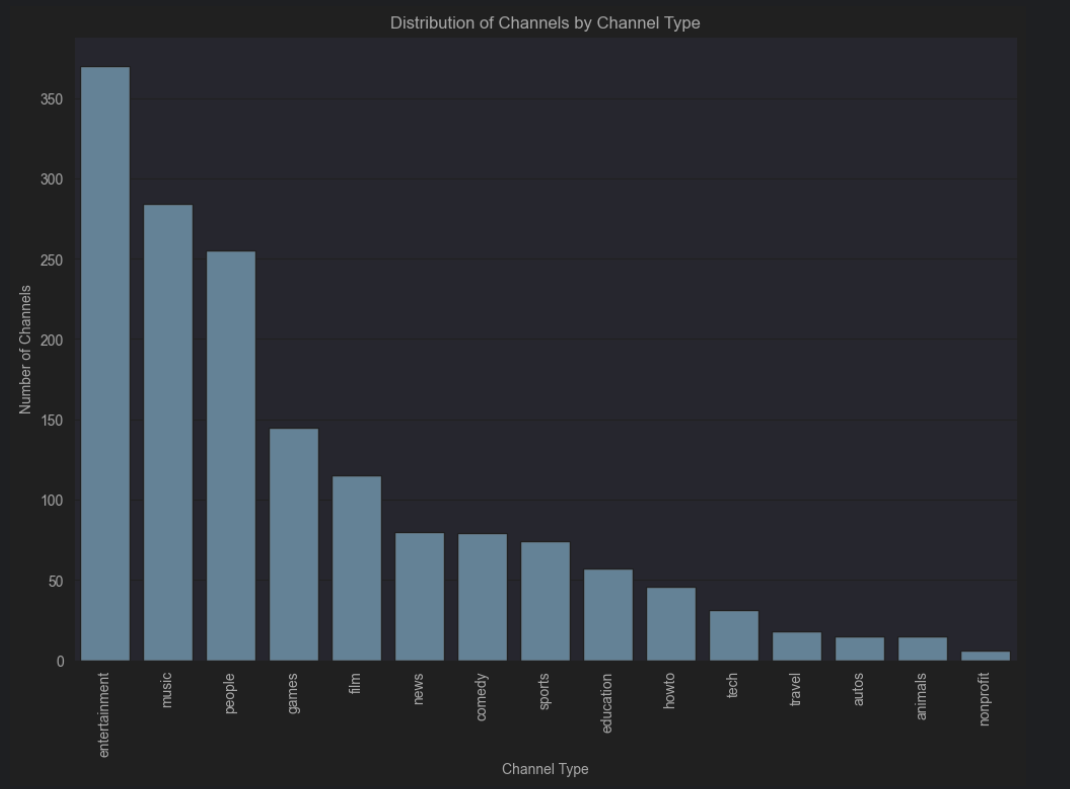 Distribution of Channels by Channel Type
Number of Channels
350
300
250
200
150
100
50
0
entertainment
music
people
games
film
news
comedy
sports
education
howto
tech
travel
autos
animals
nonprofit
Channel Type